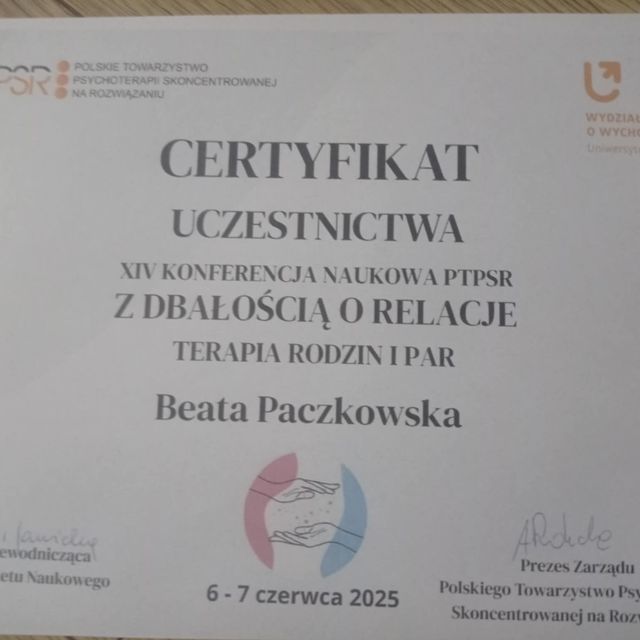 PSR
POLSKIE TOWARZYSTWO
PSYCHOTERAPII SKONCENTROWANEJ
NA ROZWIĄZANIU
WYDZIAŁ
O WYCHO
Uniwersyt
CERTYFIKAT
UCZESTNICTWA
XIV KONFERENCJA NAUKOWA PTPSR
Z DBAŁOŚCIĄ O RELACJE
TERAPIA RODZIN I PAR
Beata Paczkowska
ewodnicząca
etu Naukowego
6 - 7 czerwca 2025
Prezes Zarządu
Polskiego Towarzystwo Psy
Skoncentrowanej na Roz